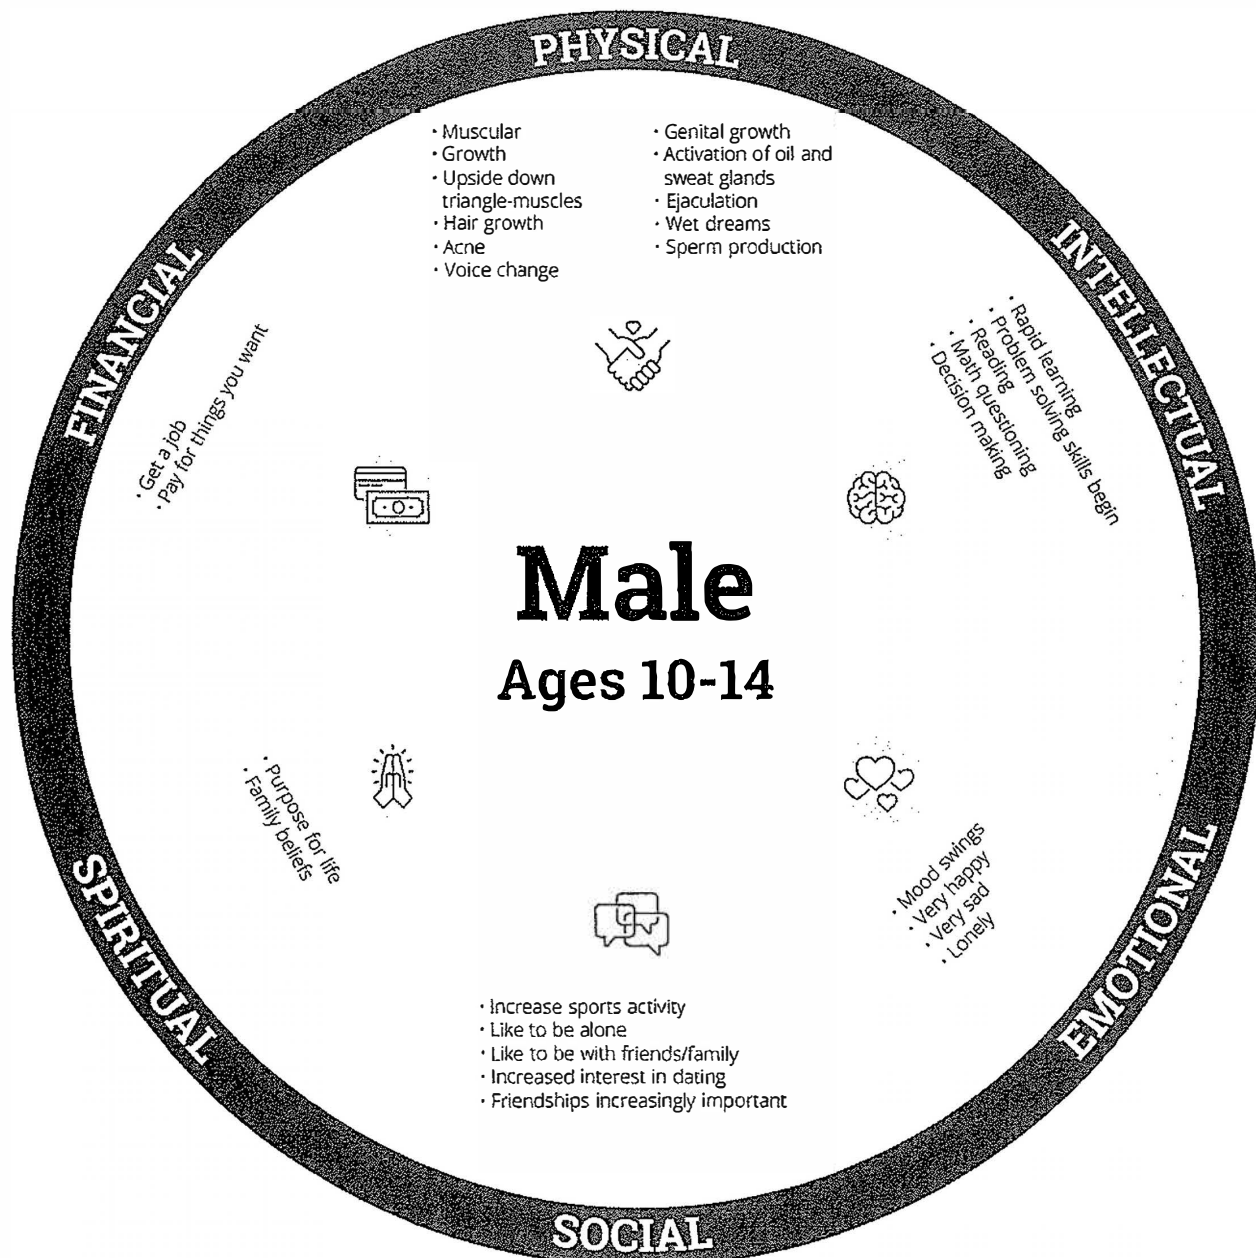 PHYSICAL
• Muscular
• Growth
• Upside down
triangle-muscles
• Hair growth
• Acne
• Voice change
• Genital growth
• Activation of oil and
sweat glands
• Ejaculation
• Wet dreams
• Sperm production
INTELLECTUAL
• Rapid learning
• Problem solving skills begin
• Reading
• Math questioning
• Decision making
FINANCIAL
• Get a job
• Pay for things you want
Male
Ages 10-14
SPIRITUAL
• Purpose for life
• Family beliefs
EMOTIONAL
• Mood swings
• Very happy
• Very sad
• Lonely
• Increase sports activity
• Like to be alone
• Like to be with friends/family
• Increased interest in dating
• Friendships increasingly important
SOCIAL